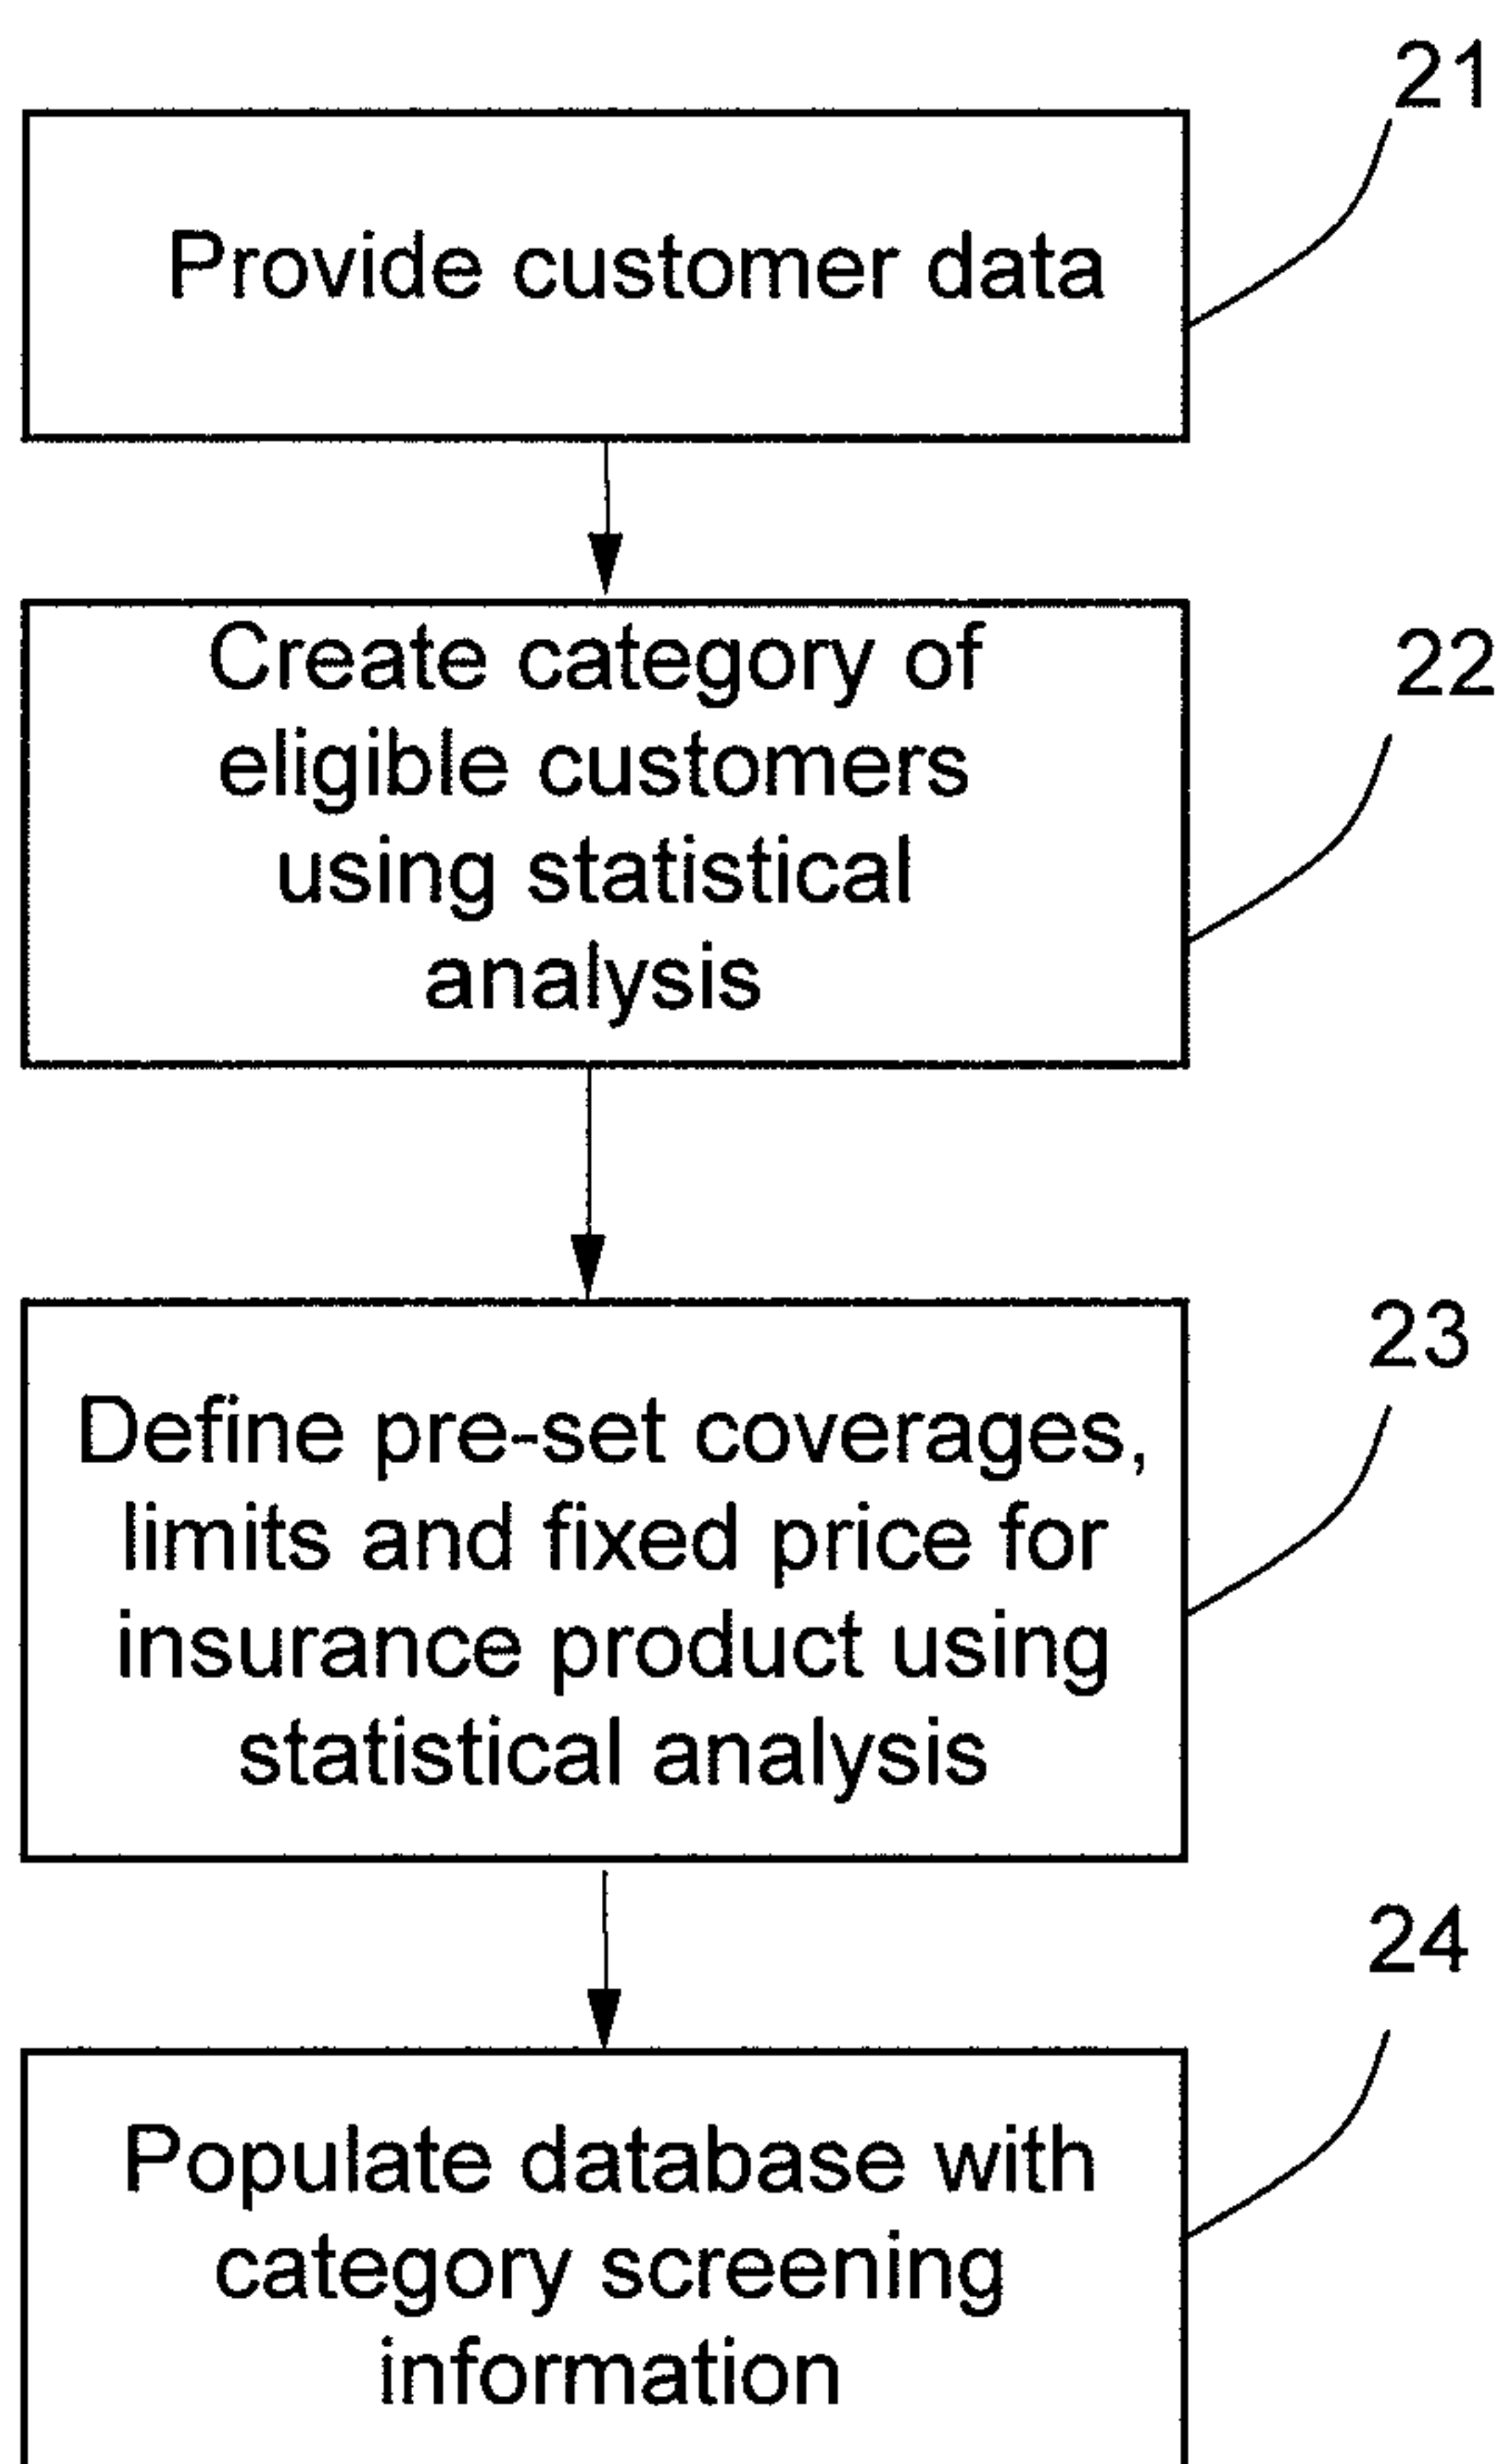 21
Provide customer data
22
Create category of
eligible customers
using statistical
analysis
23
Define pre-set coverages,
limits and fixed price for
insurance product using
statistical analysis
24
Populate database with
category screening
information